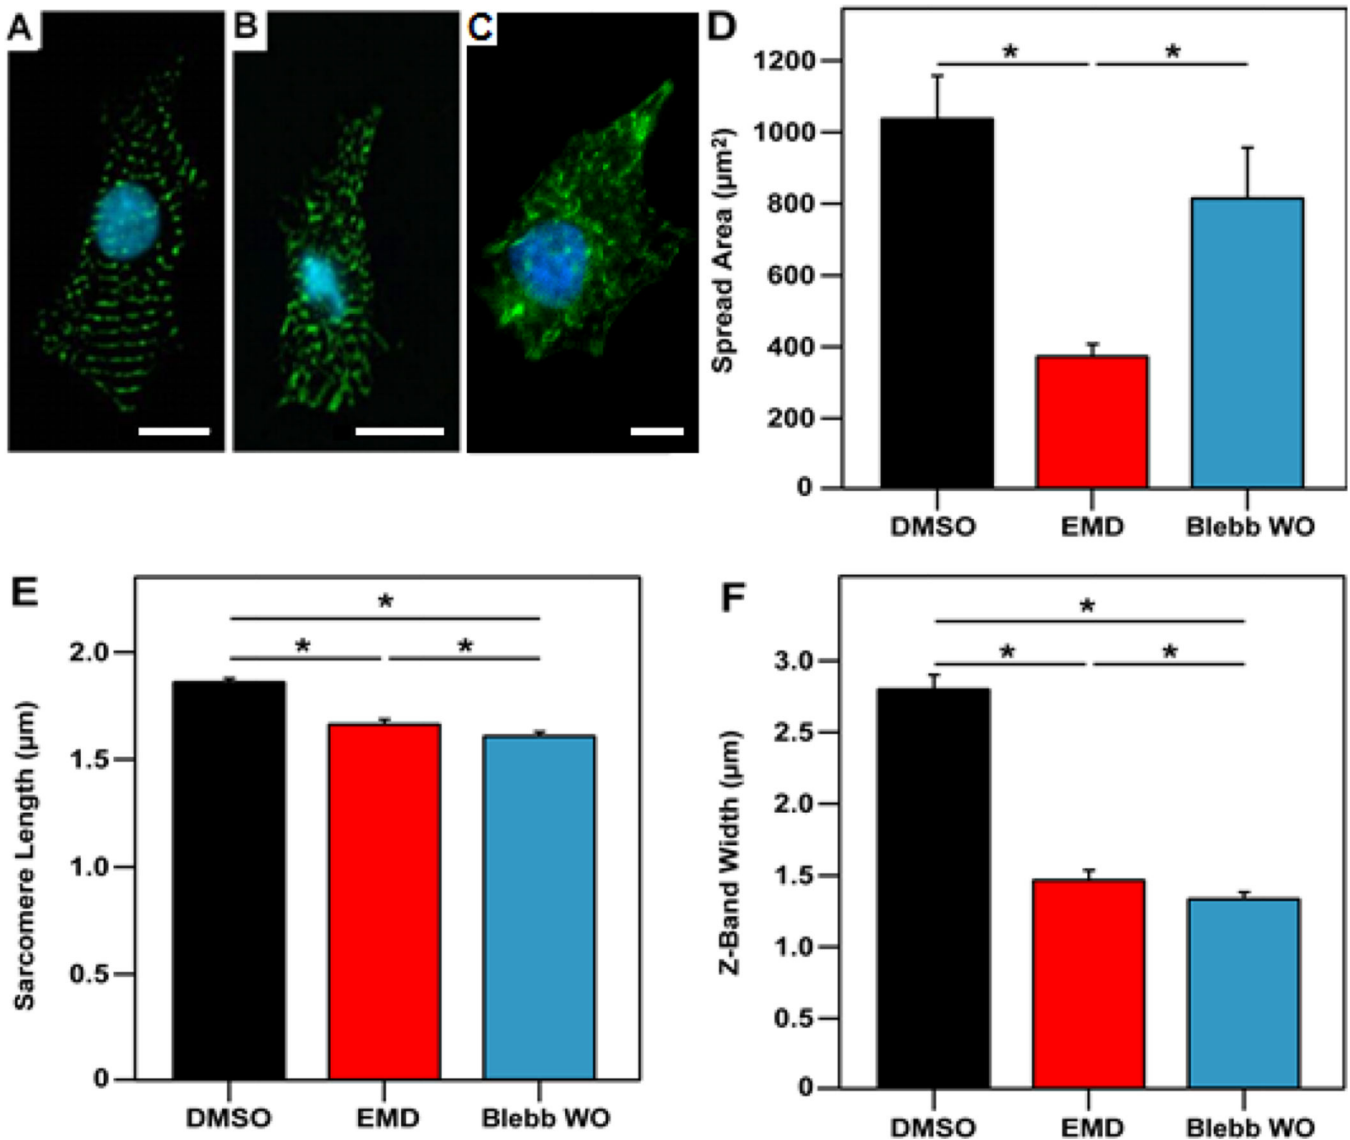 A
B
C
D
Spread Area (µm²)
1200
1000
800
600
400
200
0
*
*
DMSO
EMD
Blebb WO
E
Sarcomere Length (µm)
2.0
1.5
1.0
0.5
0
*
*
*
DMSO
EMD
Blebb WO
F
Z-Band Width (µm)
3.0
2.5
2.0
1.5
1.0
0.5
0
*
*
*
DMSO
EMD
Blebb WO